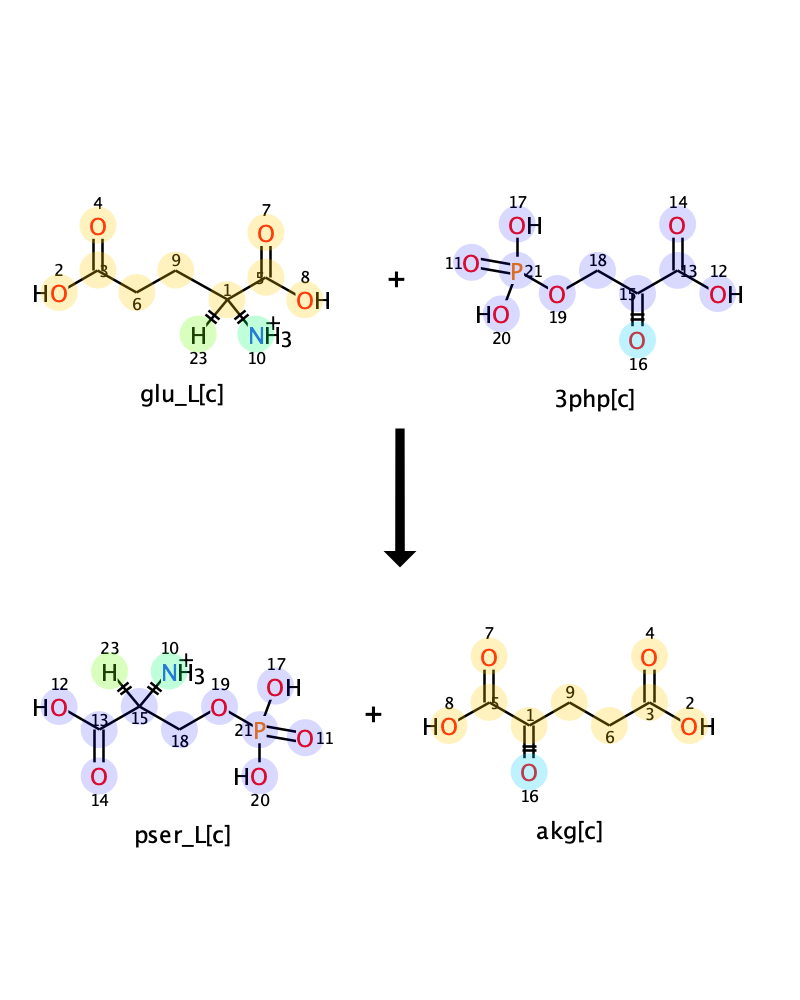 4 7 17 14
O O OH O
2 3 9 1 5 8 11 O P 21 18 15 13 12
HO 6 OH + HO O O OH
H NH3+ 20 19
23 10 16
glu_L[c] 3php[c]
23 10 17 7 4
H NH3+ OH O O
12 19 8 5 1 9 3 2
HO 13 15 18 O 21 P O 11 + HO 6 OH
O HO O
14 20 16
pser_L[c] akg[c]